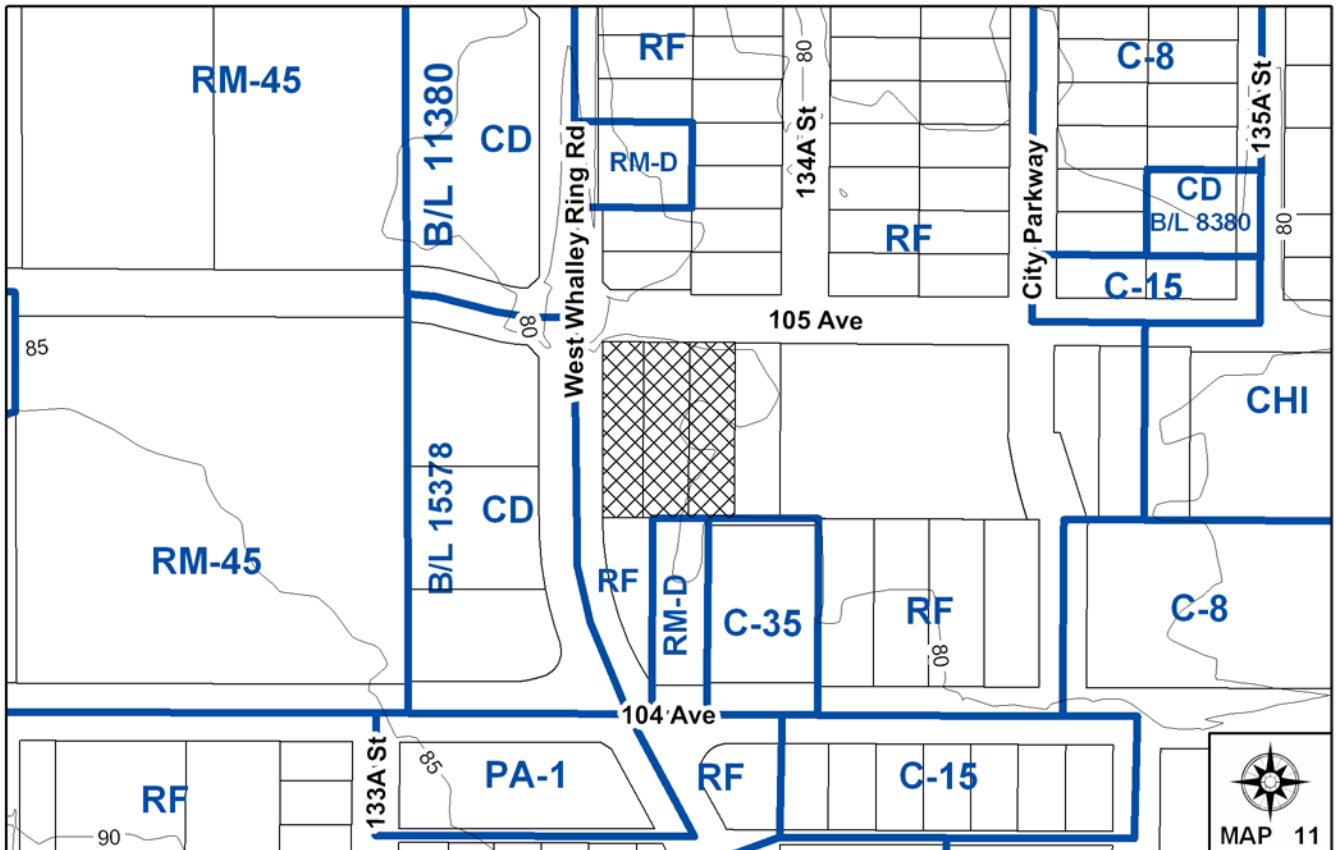 RM-45
B/L 11380
CD
West Whalley Ring Rd
RF
RM-D
80
134A St
RF
City Parkway
C-8
135A St
CD
B/L 8380
80
C-15
105 Ave
80
85
CHI
RM-45
B/L 15378
CD
RF
RM-D
C-35
RF
80
C-8
104 Ave
RF
90
133A St
85
PA-1
RF
C-15
MAP 11